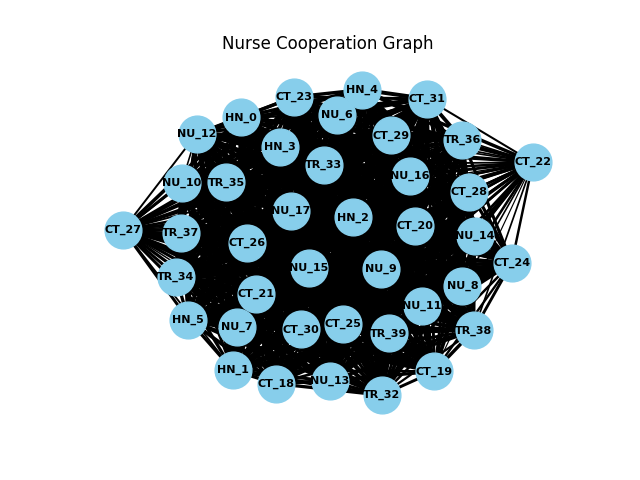 Nurse Cooperation Graph
HN_4
CT_23
CT_31
NU_6
HN_0
NU_12
CT_29
TR_36
HN_3
CT_22
TR_33
NU_16
NU_10
TR_35
CT_28
NU_17
HN_2
CT_20
CT_27
TR_37
NU_14
CT_26
CT_24
NU_15
NU_9
TR_34
NU_8
CT_21
NU_11
HN_5
CT_25
NU_7
CT_30
TR_38
TR_39
HN_1
CT_19
NU_13
CT_18
TR_32